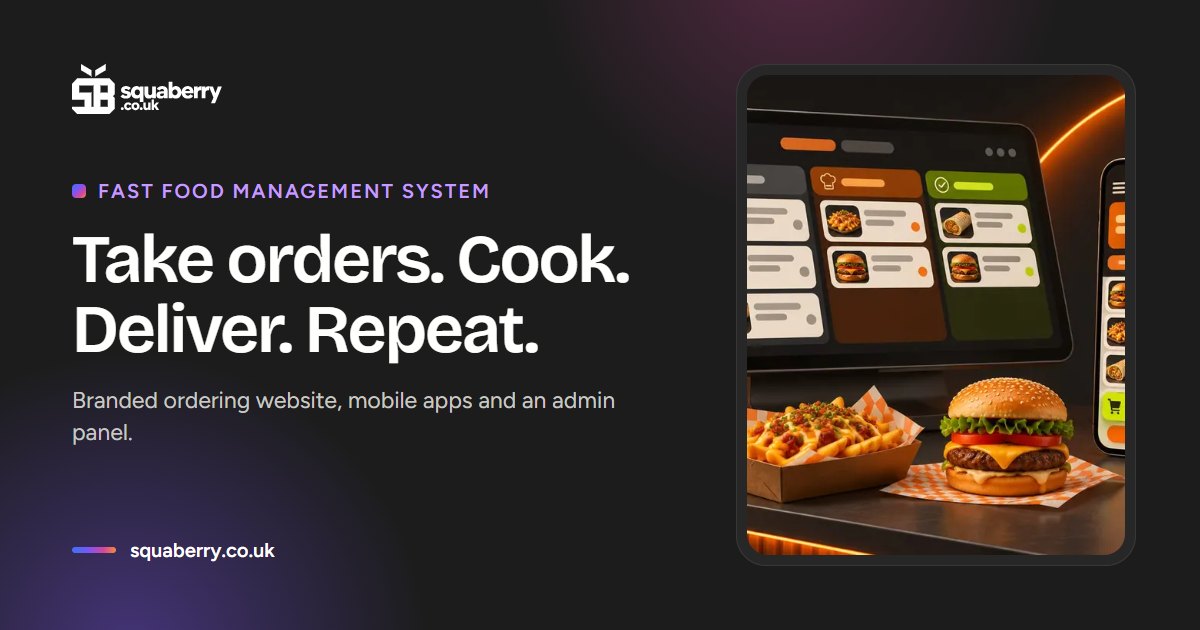 squaberry
.co.uk
FAST FOOD MANAGEMENT SYSTEM
Take orders. Cook.
Deliver. Repeat.
Branded ordering website, mobile apps and an admin
panel.
squaberry.co.uk